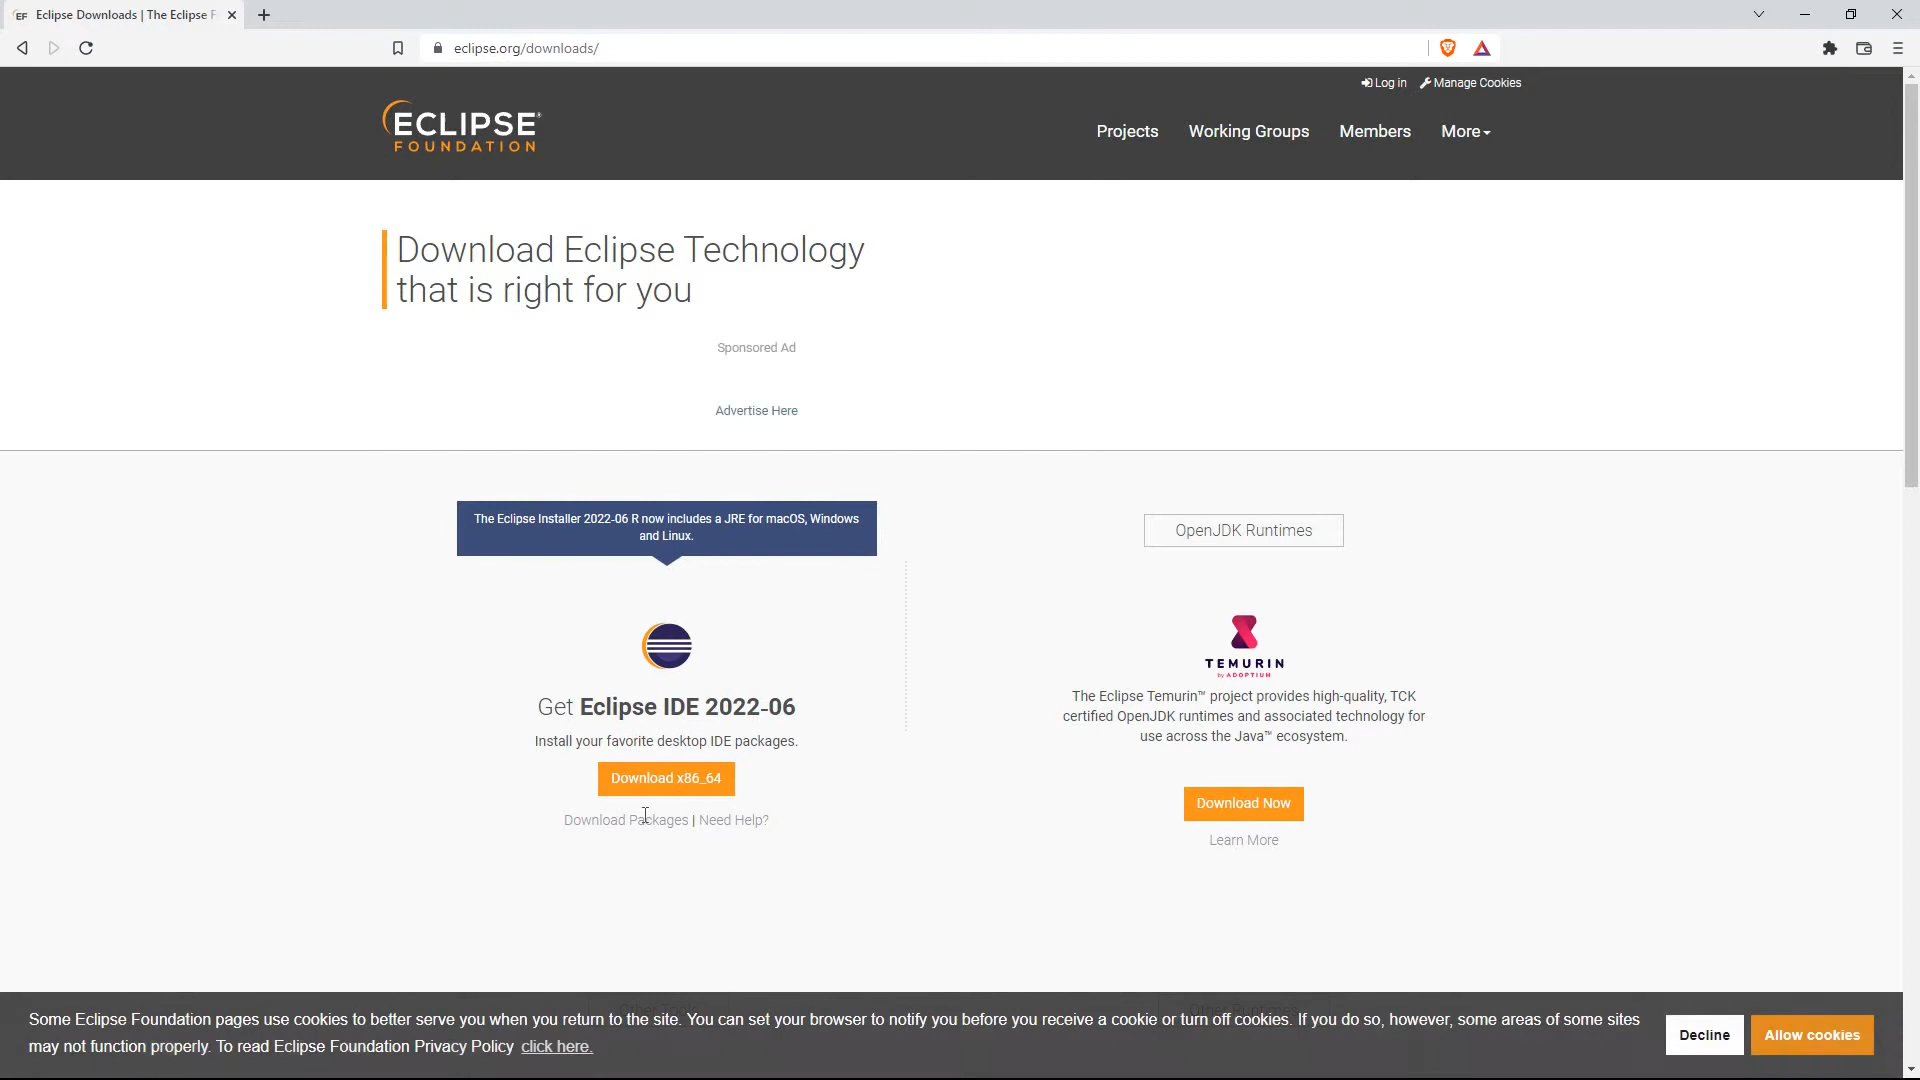 EF Eclipse Downloads | The Eclipse F
eclipse.org/downloads/
Log in Manage Cookies
ECLIPSE
FOUNDATION
Projects Working Groups Members More
Download Eclipse Technology
that is right for you
Sponsored Ad
Advertise Here
The Eclipse Installer 2022-06 R now includes a JRE for macOS, Windows
and Linux.
OpenJDK Runtimes
TEMURIN
by ADOPTIUM
Get Eclipse IDE 2022-06
Install your favorite desktop IDE packages.
Download x86_64
Download Packages | Need Help?
The Eclipse Temurin™ project provides high-quality, TCK
certified OpenJDK runtimes and associated technology for
use across the Java™ ecosystem.
Download Now
Learn More
Some Eclipse Foundation pages use cookies to better serve you when you return to the site. You can set your browser to notify you before you receive a cookie or turn off cookies. If you do so, however, some areas of some sites
may not function properly. To read Eclipse Foundation Privacy Policy click here.
Decline
Allow cookies